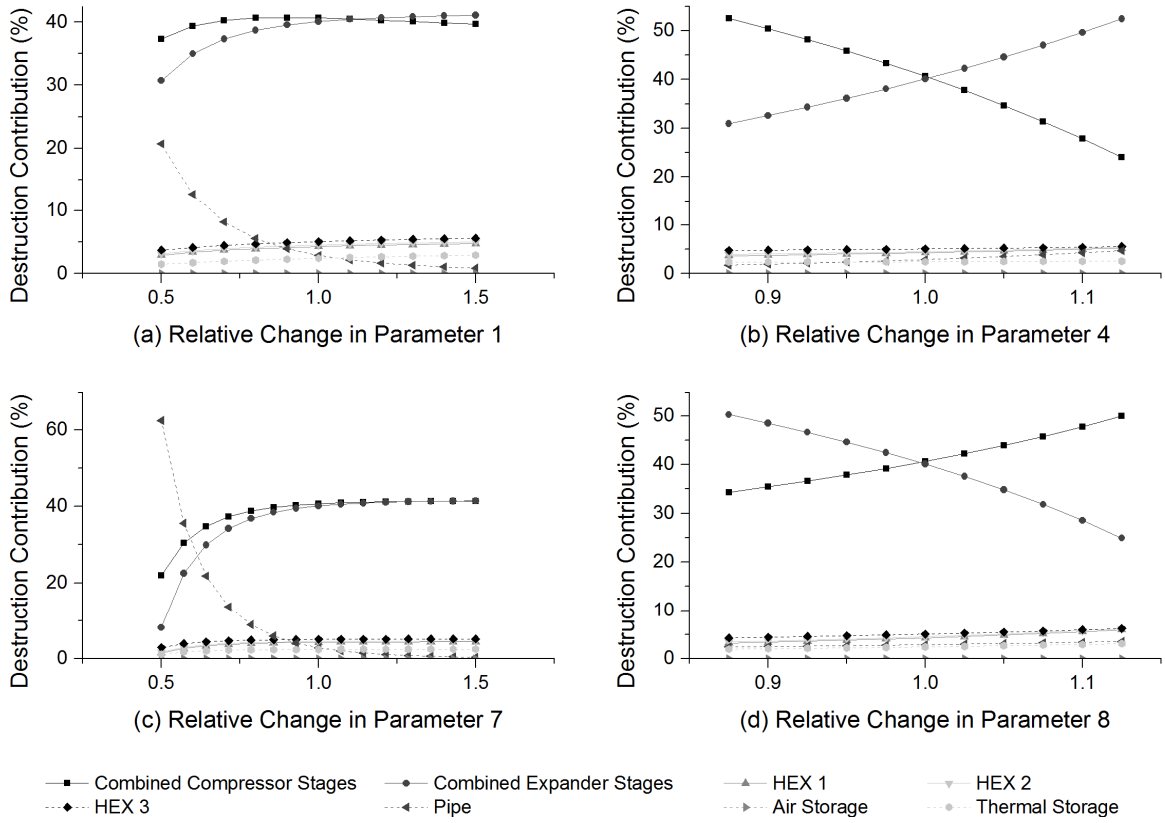 Destruction Contribution (%)
40
30
20
10
0
0.5 1.0 1.5
(a) Relative Change in Parameter 1
Destruction Contribution (%)
50
40
30
20
10
0
0.9 1.0 1.1
(b) Relative Change in Parameter 4
Destruction Contribution (%)
60
40
20
0
0.5 1.0 1.5
(c) Relative Change in Parameter 7
Destruction Contribution (%)
50
40
30
20
10
0
0.9 1.0 1.1
(d) Relative Change in Parameter 8
Combined Compressor Stages Combined Expander Stages HEX 1 HEX 2
HEX 3 Pipe Air Storage Thermal Storage